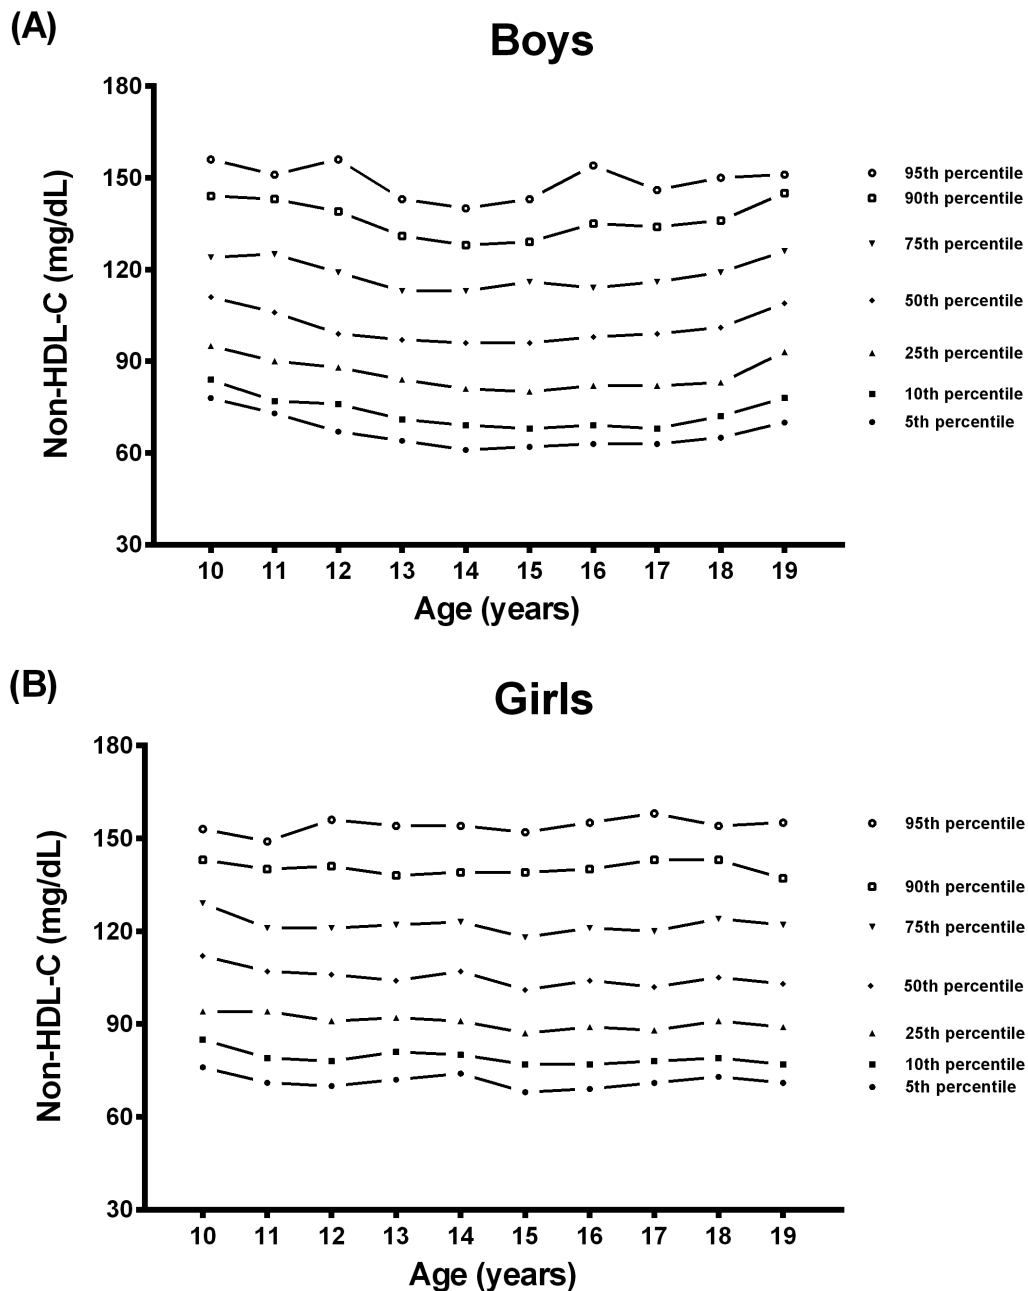 (A)
Boys
180
150
120
90
60
30
Non-HDL-C (mg/dL)
10 11 12 13 14 15 16 17 18 19
Age (years)
95th percentile
90th percentile
75th percentile
50th percentile
25th percentile
10th percentile
5th percentile
(B)
Girls
180
150
120
90
60
30
Non-HDL-C (mg/dL)
10 11 12 13 14 15 16 17 18 19
Age (years)
95th percentile
90th percentile
75th percentile
50th percentile
25th percentile
10th percentile
5th percentile